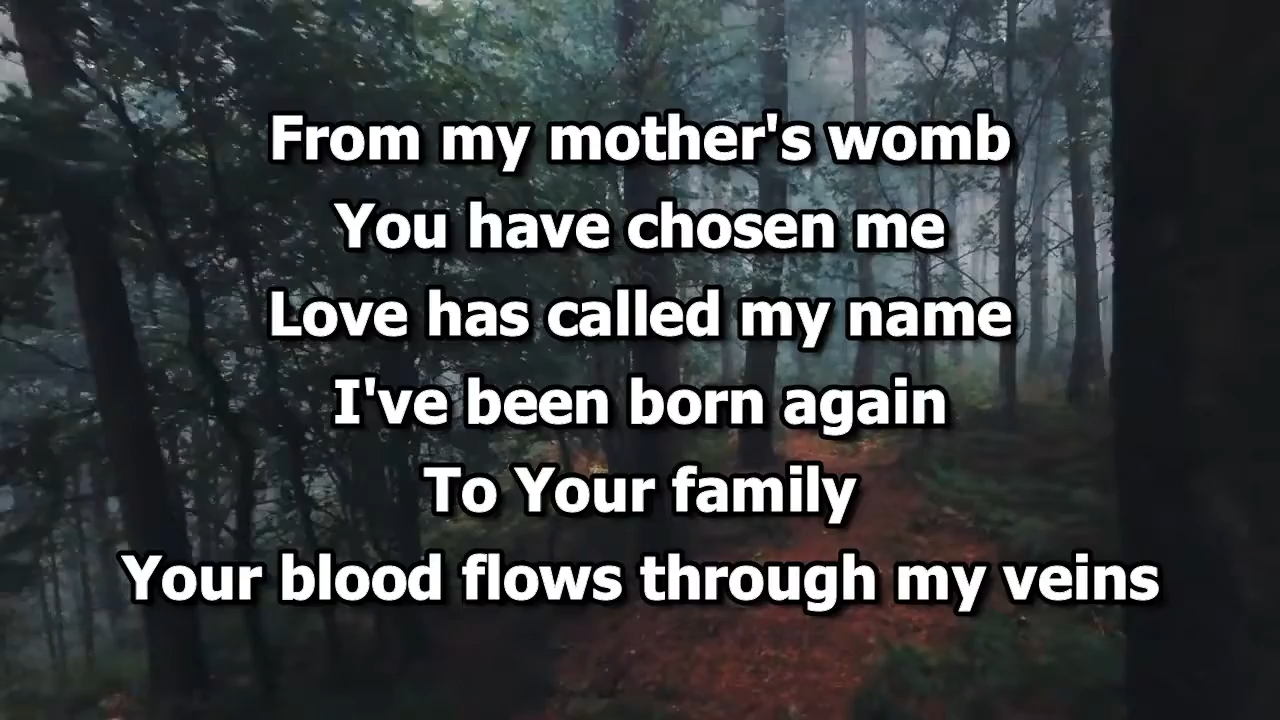 From my mother's womb
You have chosen me
Love has called my name
I've been born again
To Your family
Your blood flows through my veins